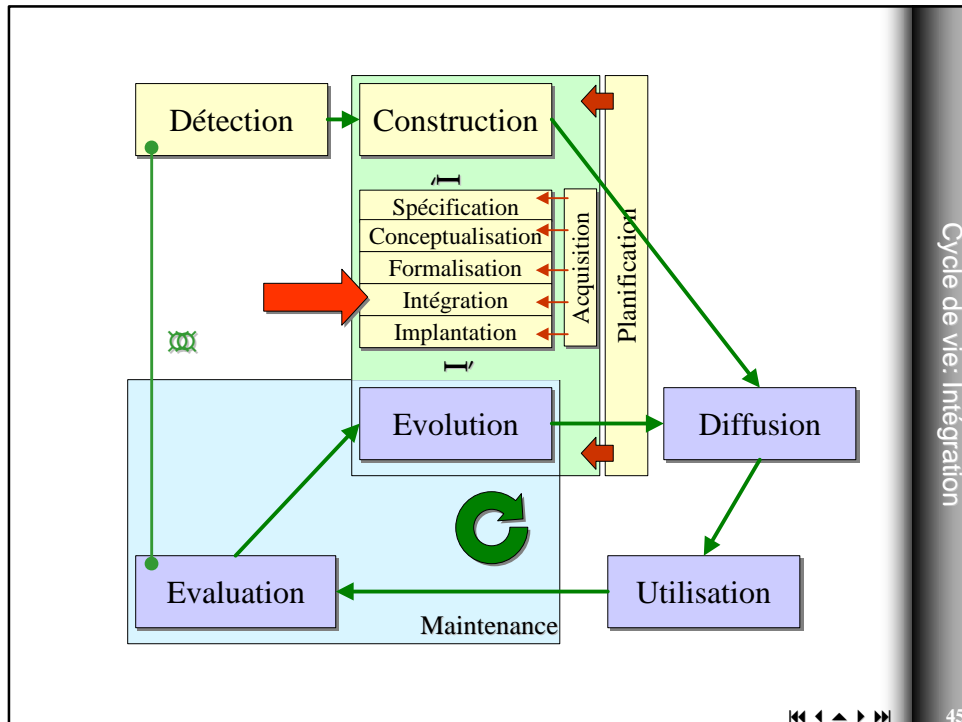 Détection
Construction
Spécification
Conceptualisation
Formalisation
Intégration
Implantation
Acquisition
Planification
Evolution
Diffusion
Evaluation
Utilisation
Maintenance
Cycle de vie: Intégration
45